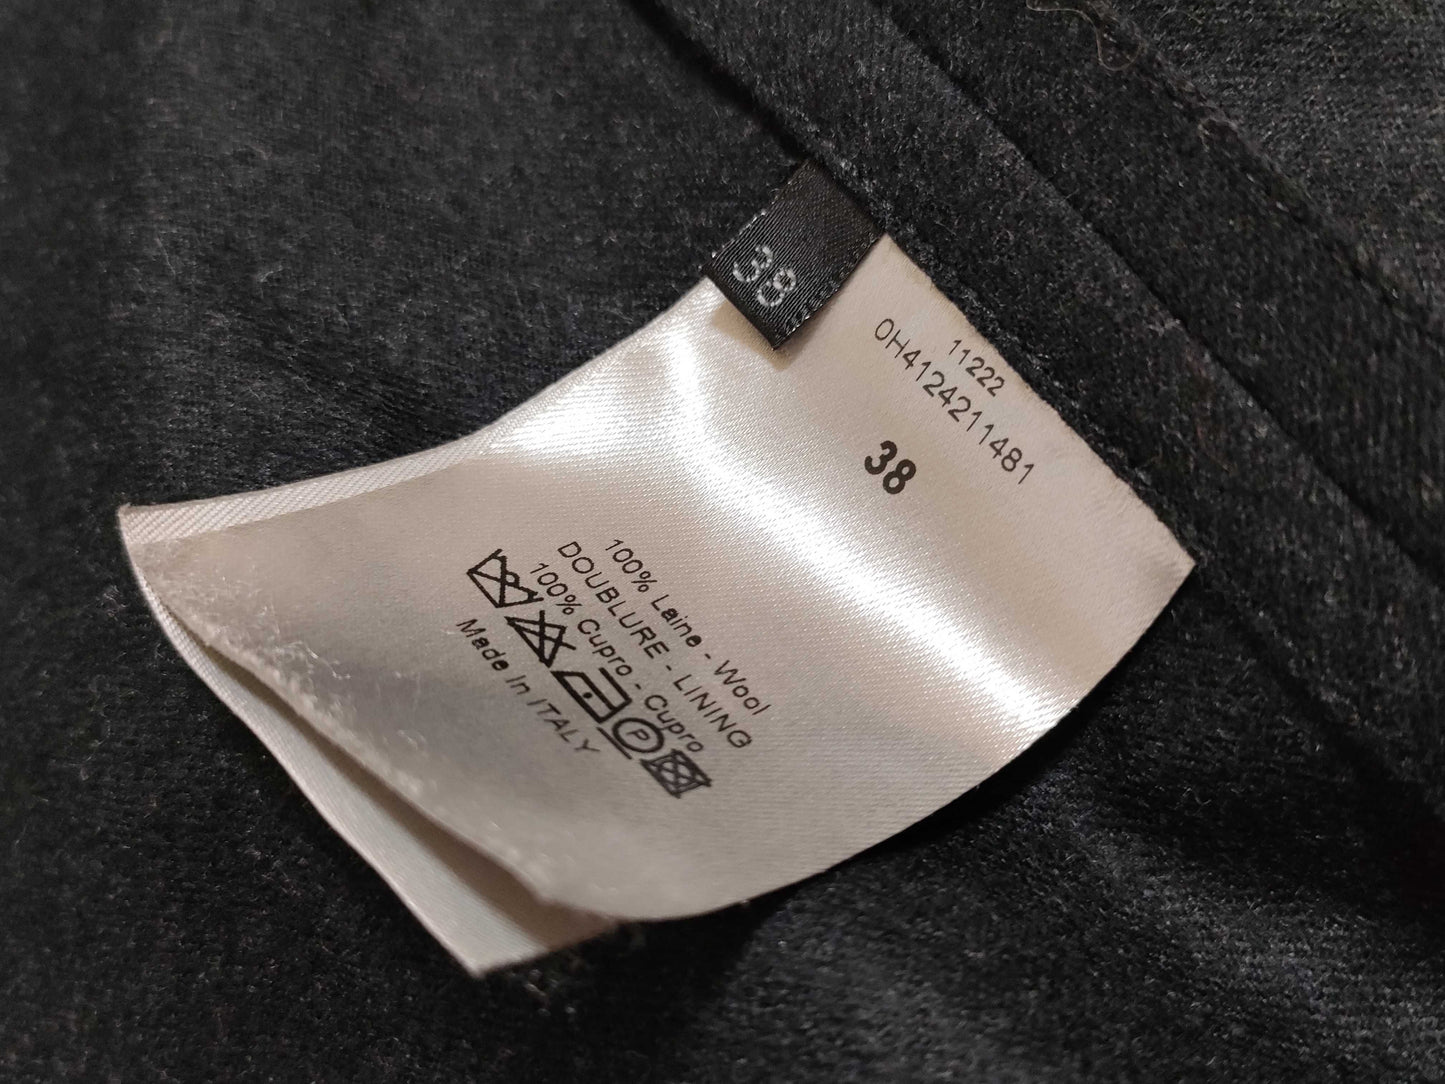 38
11222
0H4124211481
38
100% Laine - Wool
DOUBLURE - LINING
100% Cupro - Cupro
P
Made In ITALY